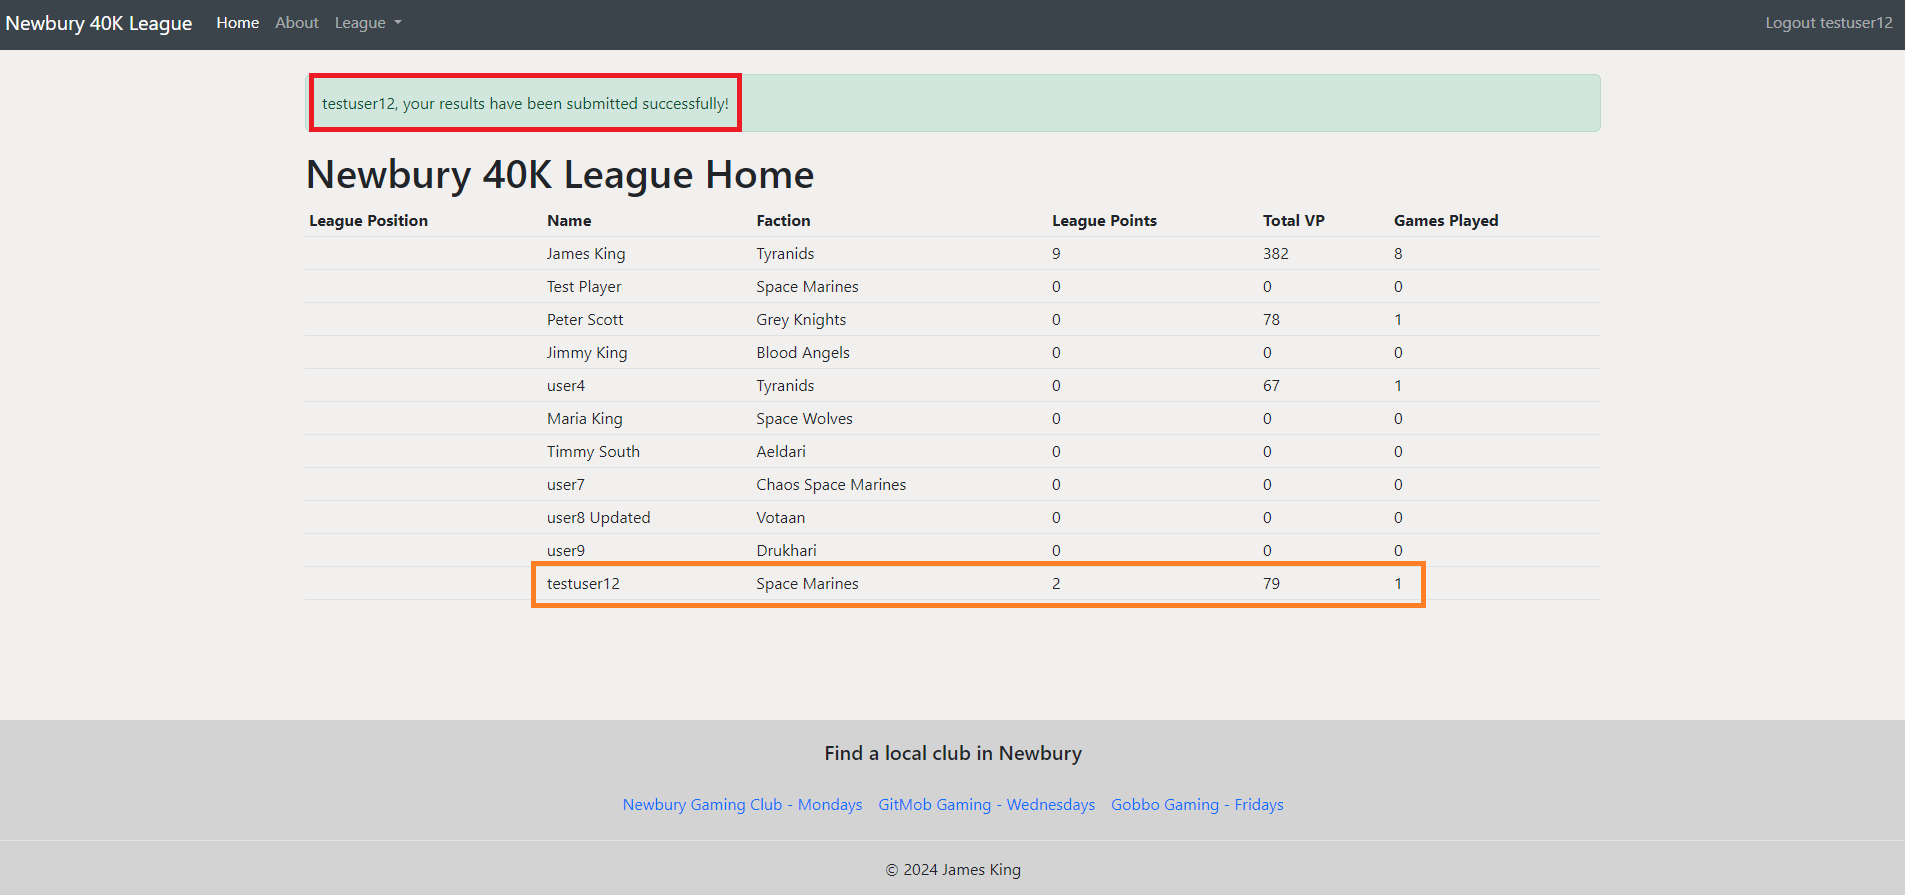 Newbury 40K League Home About League Logout testuser12
testuser12, your results have been submitted successfully!
Newbury 40K League Home
League Position Name Faction League Points Total VP Games Played
James King Tyranids 9 382 8
Test Player Space Marines 0 0 0
Peter Scott Grey Knights 0 78 1
Jimmy King Blood Angels 0 0 0
user4 Tyranids 0 67 1
Maria King Space Wolves 0 0 0
Timmy South Aeldari 0 0 0
user7 Chaos Space Marines 0 0 0
user8 Updated Votaan 0 0 0
user9 Drukhari 0 0 0
testuser12 Space Marines 2 79 1
Find a local club in Newbury
Newbury Gaming Club - Mondays GitMob Gaming - Wednesdays Gobbo Gaming - Fridays
© 2024 James King